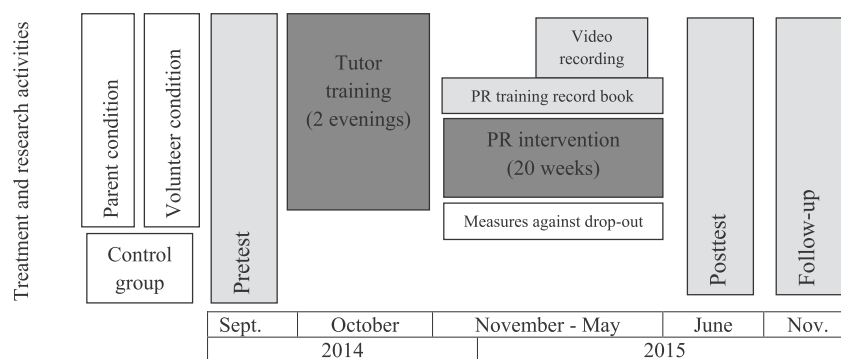 Treatment and research activities
Parent condition
Volunteer condition
Control
group
Pretest
Tutor
training
(2 evenings)
Video
recording
PR training record book
PR intervention
(20 weeks)
Measures against drop-out
Posttest
Follow-up
Sept.
October
November - May
June
Nov.
2014
2015